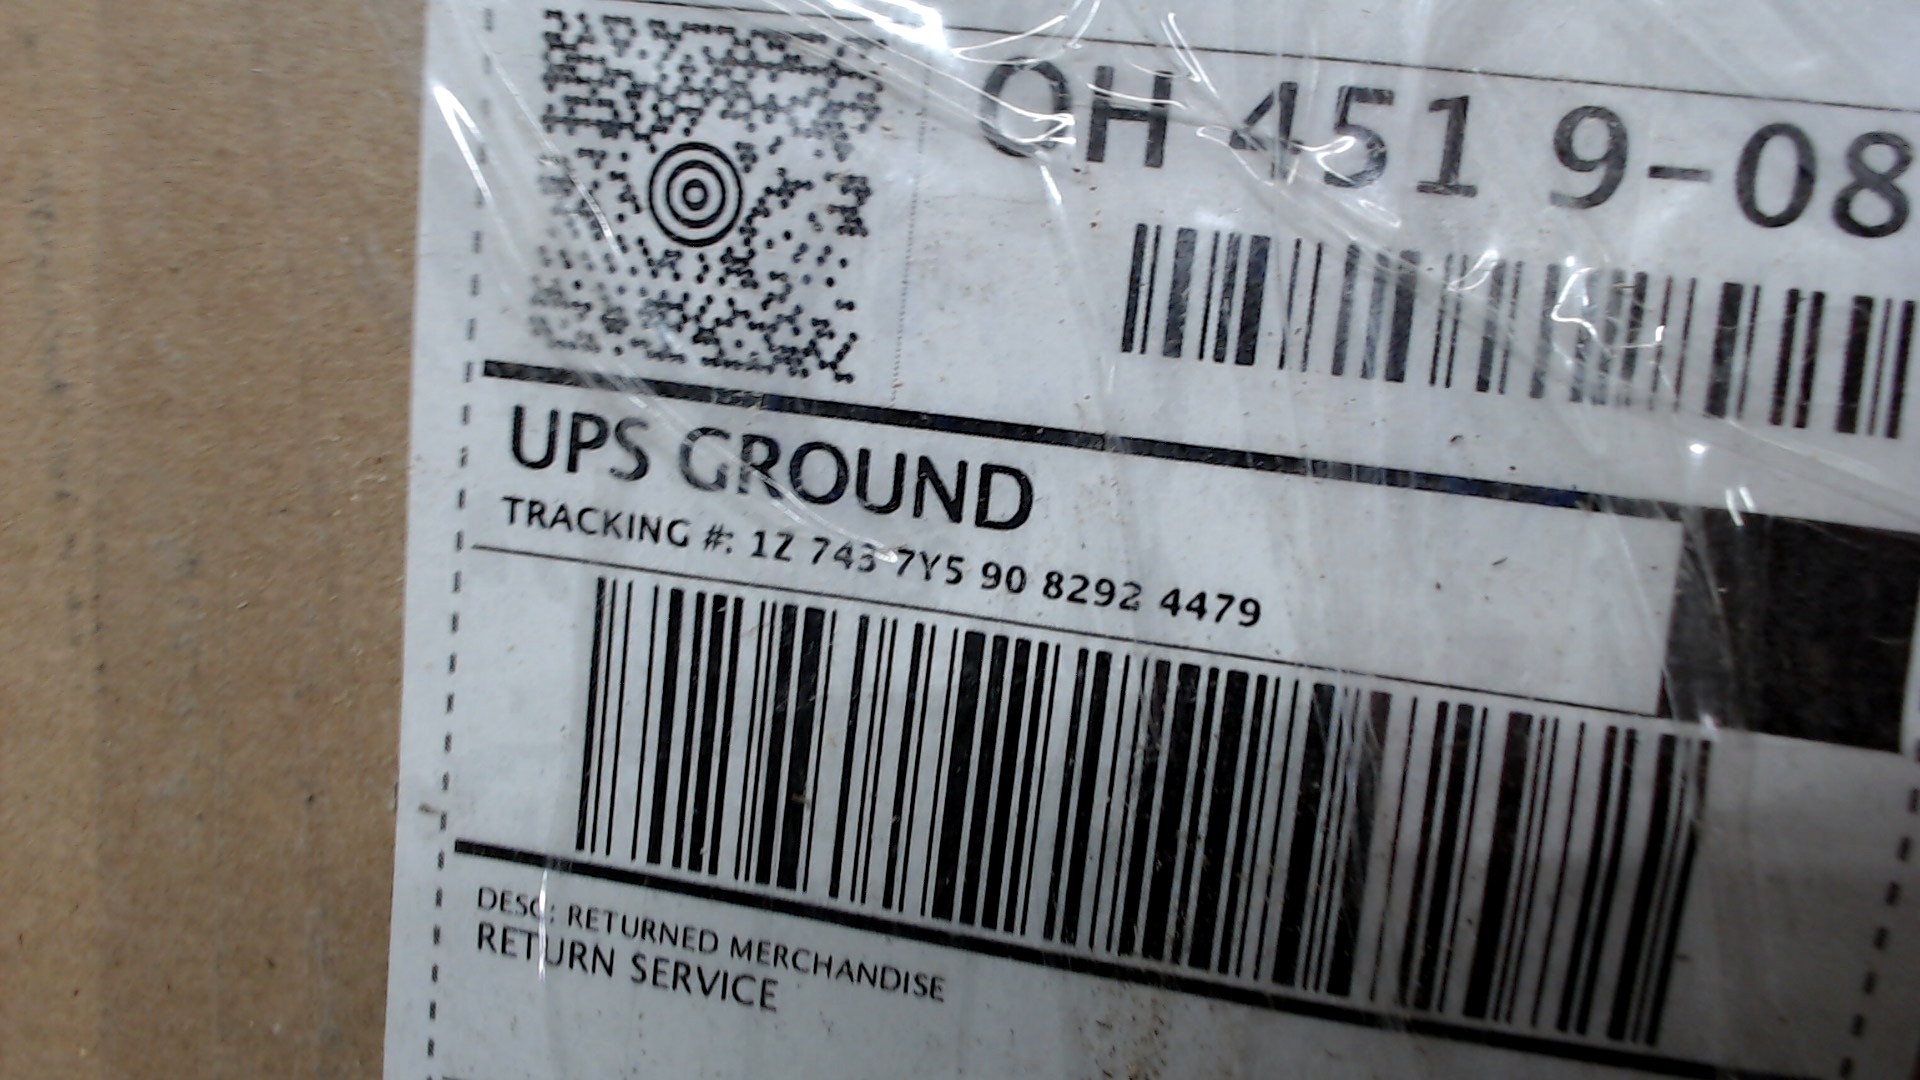 OH 451 9-08
UPS GROUND
TRACKING #: 1Z 743 7Y5 90 8292 4479
DESC: RETURNED MERCHANDISE
RETURN SERVICE